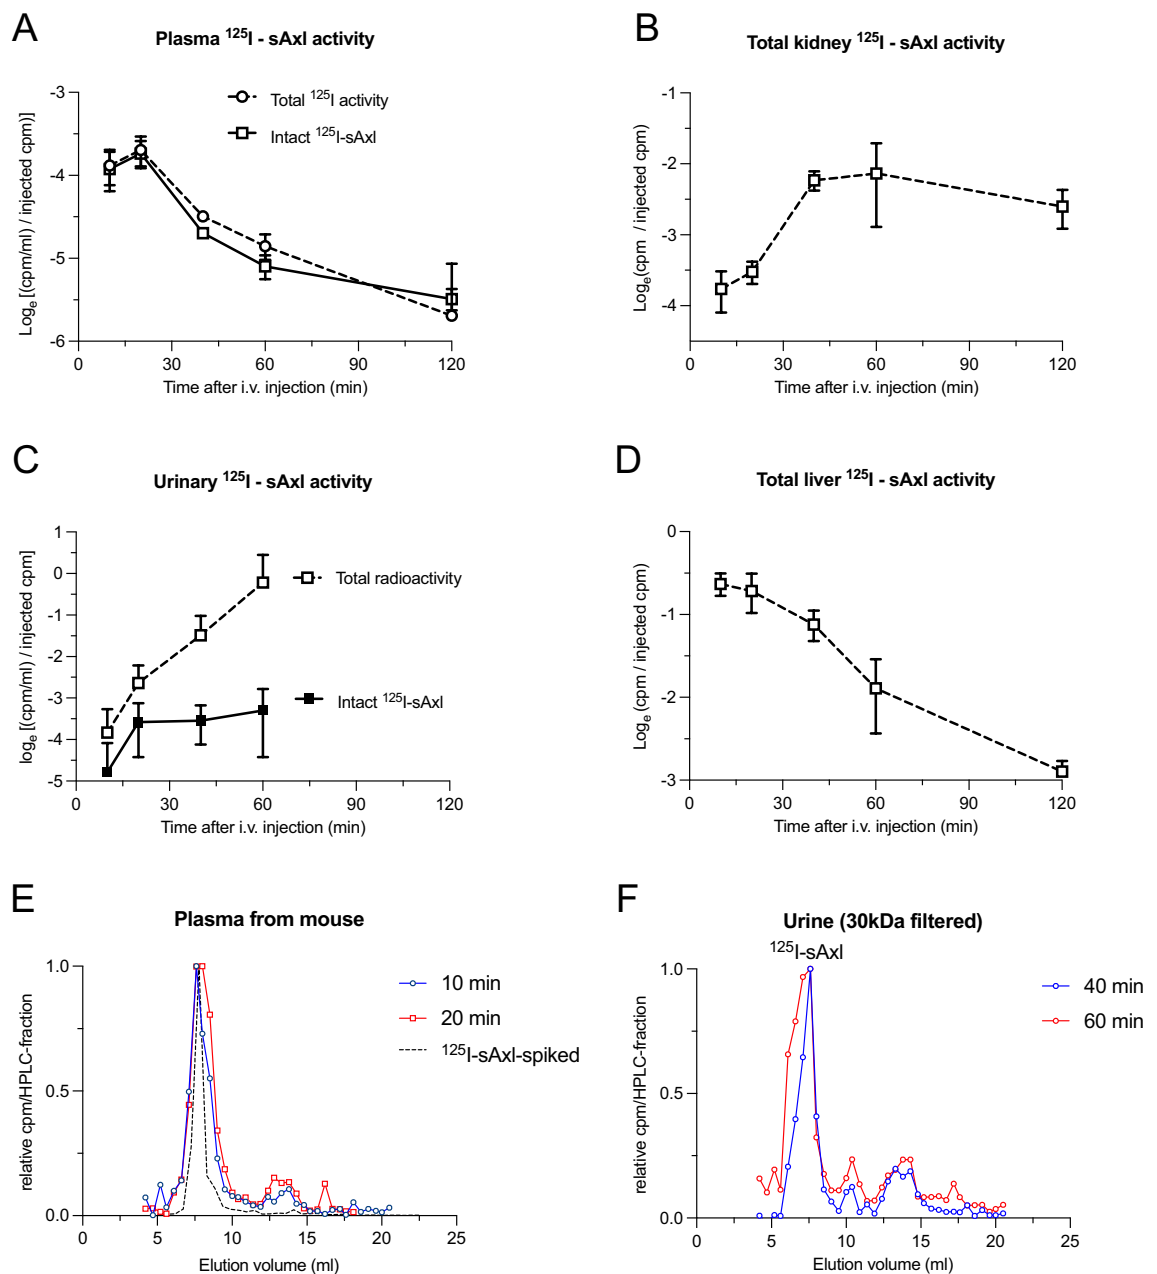 A
Plasma ¹²⁵I - sAxl activity
Total ¹²⁵I activity
Intact ¹²⁵I-sAxl
Logₑ [(cpm/ml) / injected cpm)]
-3
-4
-5
-6
0 30 60 90 120
Time after i.v. injection (min)
B
Total kidney ¹²⁵I - sAxl activity
Logₑ(cpm / injected cpm)
-1
-2
-3
-4
0 30 60 90 120
Time after i.v. injection (min)
C
Urinary ¹²⁵I - sAxl activity
Total radioactivity
Intact ¹²⁵I-sAxl
logₑ [(cpm/ml) / injected cpm]
1
0
-1
-2
-3
-4
-5
0 30 60 90 120
Time after i.v. injection (min)
D
Total liver ¹²⁵I - sAxl activity
Logₑ (cpm / injected cpm)
0
-1
-2
-3
0 30 60 90 120
Time after i.v. injection (min)
E
Plasma from mouse
10 min
20 min
¹²⁵I-sAxl-spiked
relative cpm/HPLC-fraction
1.0
0.5
0.0
0 5 10 15 20 25
Elution volume (ml)
F
Urine (30kDa filtered)
¹²⁵I-sAxl
40 min
60 min
relative cpm/HPLC-fraction
1.0
0.5
0.0
0 5 10 15 20 25
Elution volume (ml)